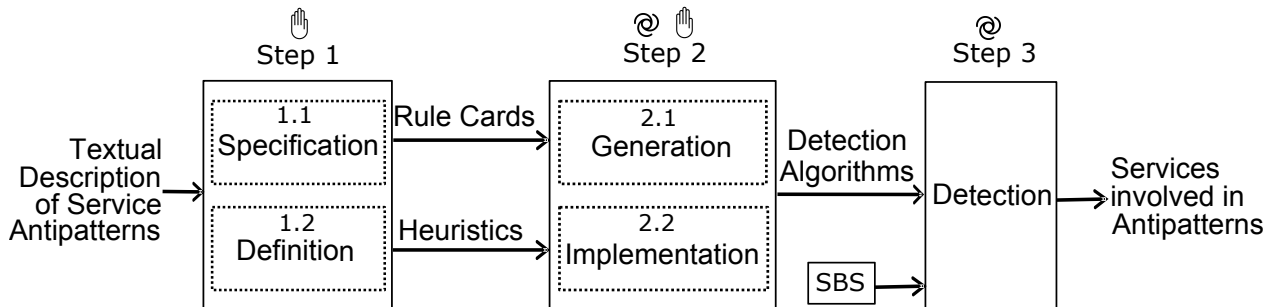 Step 1
Step 2
Step 3
Textual
Description
of Service
Antipatterns
1.1
Specification
1.2
Definition
Rule Cards
Heuristics
2.1
Generation
2.2
Implementation
Detection
Algorithms
SBS
Detection
Services
involved in
Antipatterns